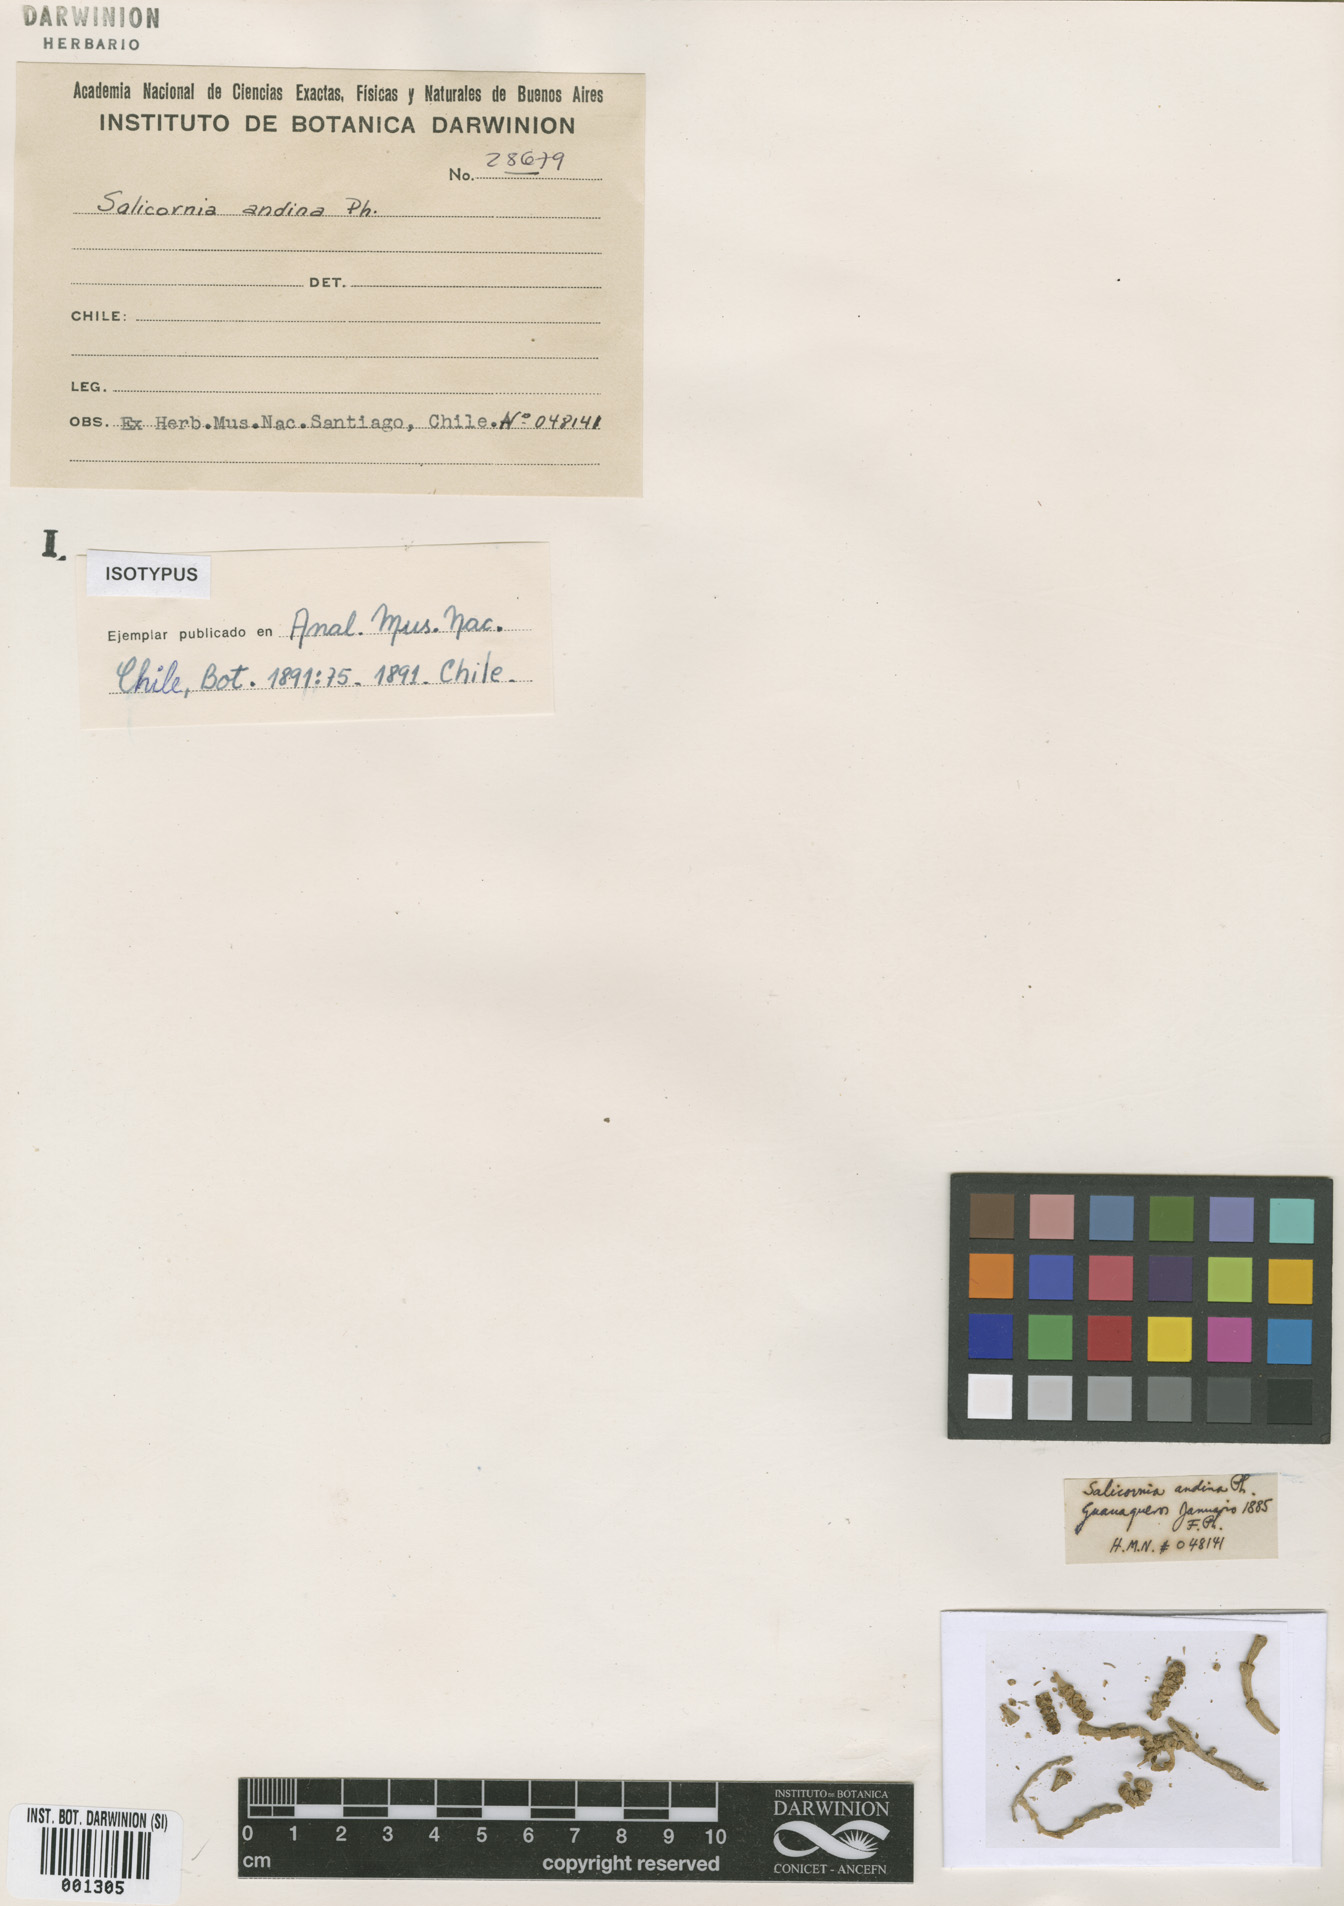 DARWINION
HERBARIO
Academia Nacional de Ciencias Exactas, Físicas y Naturales de Buenos Aires
INSTITUTO DE BOTANICA DARWINION
No. 28679
Salicornia andina Ph.
DET.
CHILE:
LEG.
OBS. Ex Herb.Mus.Nac.Santiago, Chile. Nº 048141
I.
ISOTYPUS
Ejemplar publicado en Anal. Mus. Nac.
Chile, Bot. 1891:75- 1891- Chile-
Salicornia andina Ph.
Guanaqueros Januario 1885
F. Ph.
H.M.N. # 048141
INST. BOT. DARWINION (SI)
001305
0 1 2 3 4 5 6 7 8 9 10
cm
copyright reserved
INSTITUTO DE BOTANICA
DARWINION
CONICET - ANCEFN